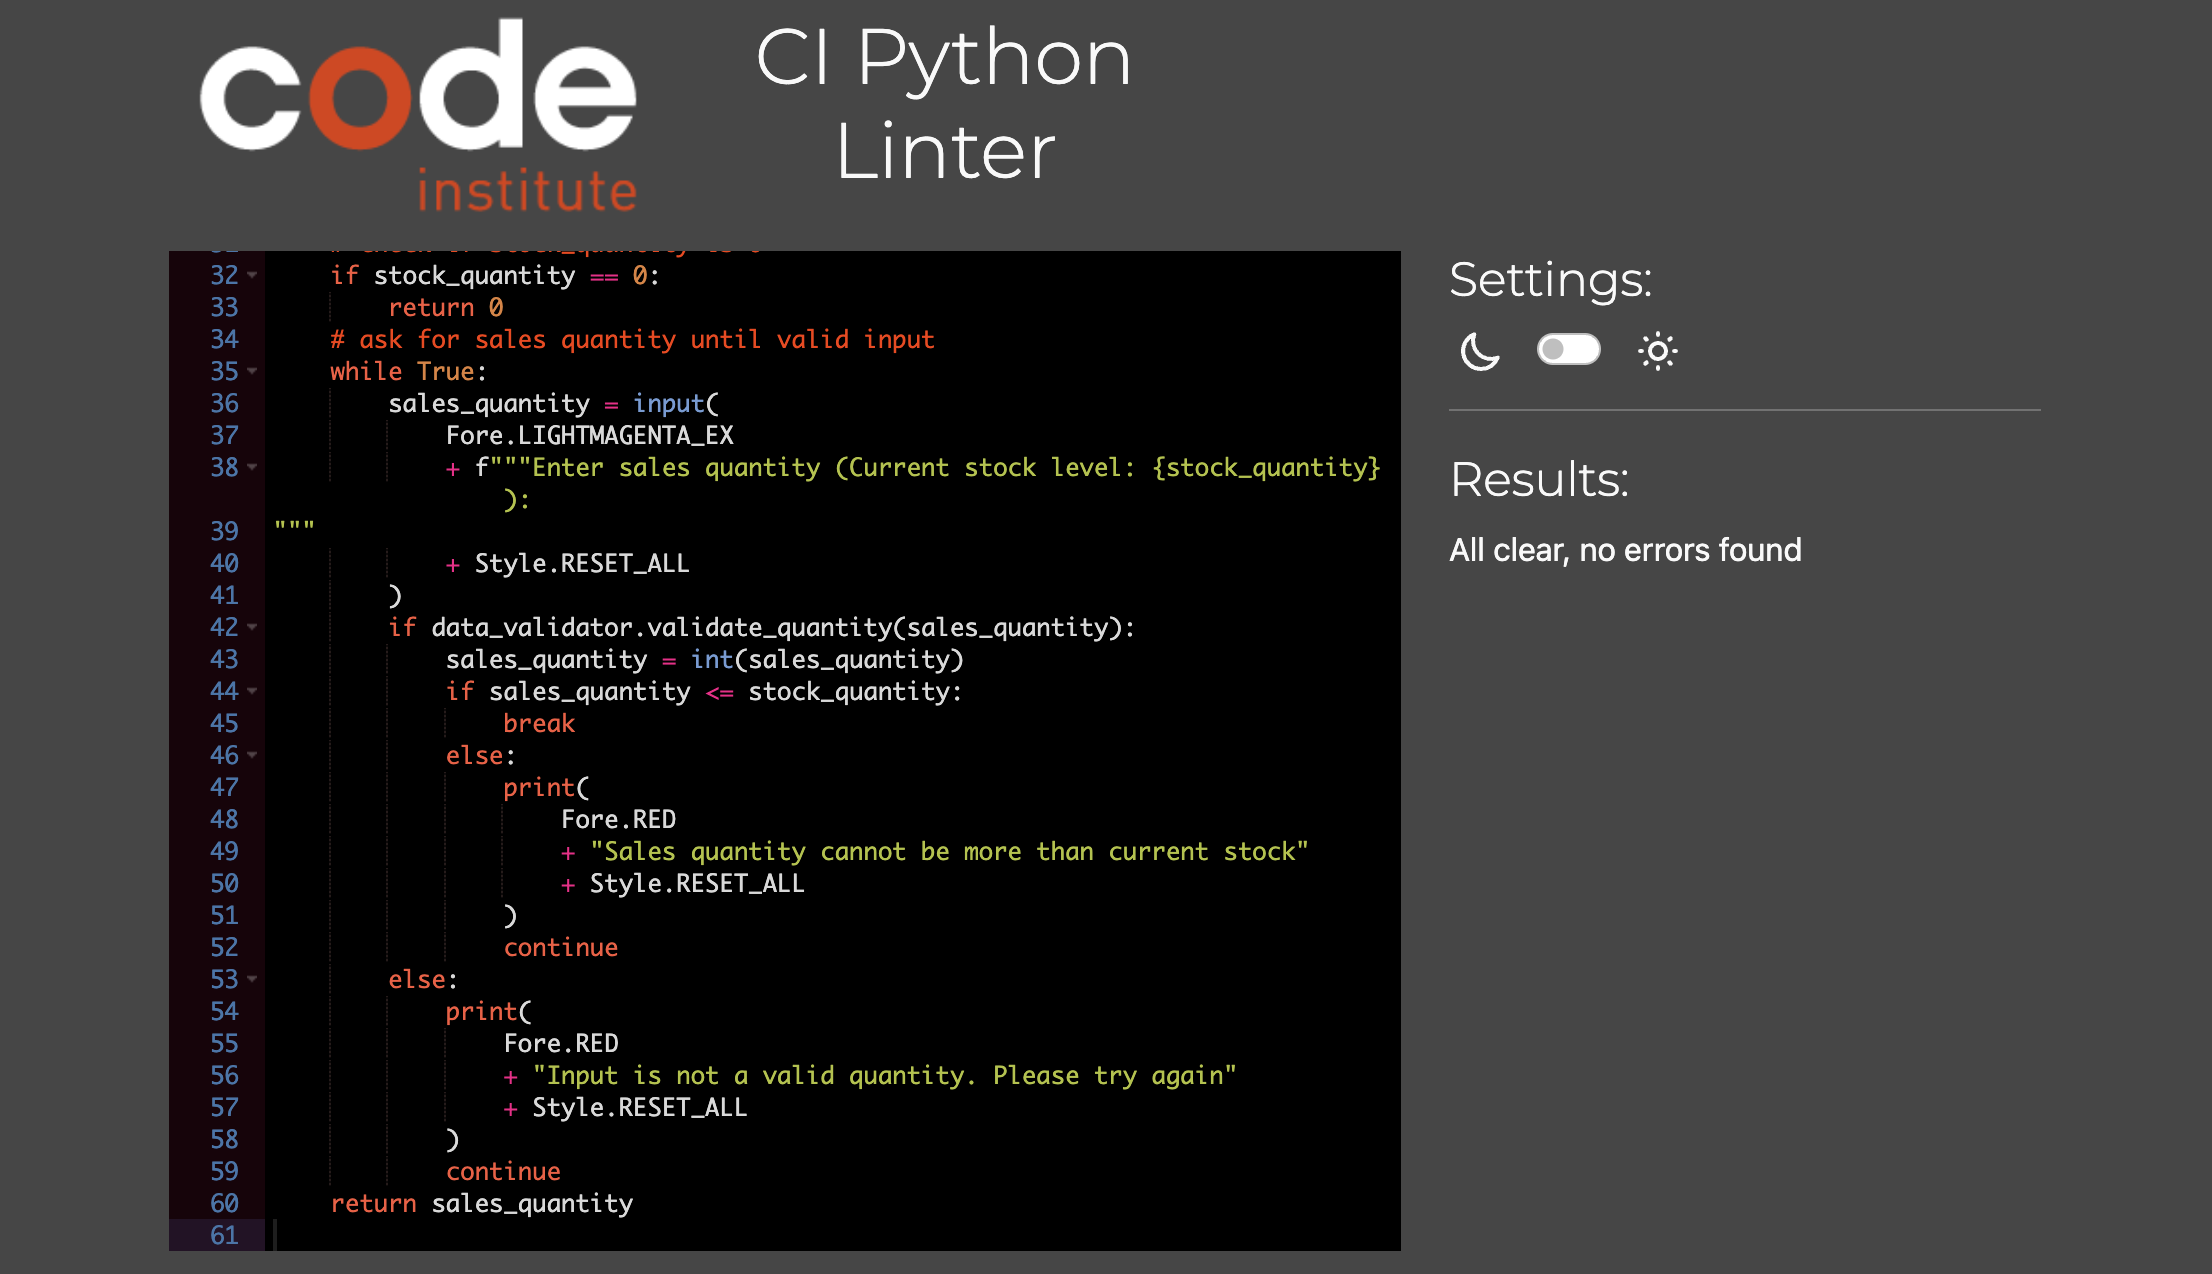 code
institute
CI Python
Linter
32 if stock_quantity == 0:
33 return 0
34 # ask for sales quantity until valid input
35 while True:
36 sales_quantity = input(
37 Fore.LIGHTMAGENTA_EX
38 + f"""Enter sales quantity (Current stock level: {stock_quantity}
):
39 """
40 + Style.RESET_ALL
41 )
42 if data_validator.validate_quantity(sales_quantity):
43 sales_quantity = int(sales_quantity)
44 if sales_quantity <= stock_quantity:
45 break
46 else:
47 print(
48 Fore.RED
49 + "Sales quantity cannot be more than current stock"
50 + Style.RESET_ALL
51 )
52 continue
53 else:
54 print(
55 Fore.RED
56 + "Input is not a valid quantity. Please try again"
57 + Style.RESET_ALL
58 )
59 continue
60 return sales_quantity
61
Settings:
Results:
All clear, no errors found